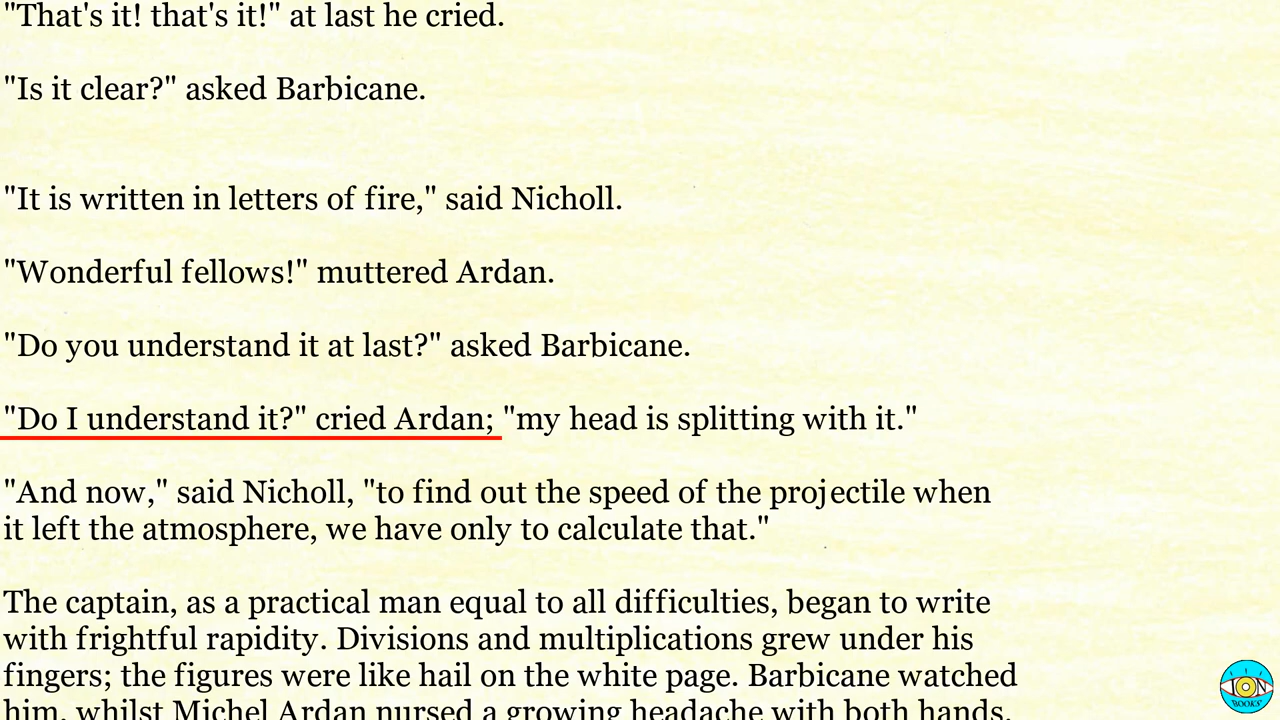 "That's it! that's it!" at last he cried.
"Is it clear?" asked Barbicane.
"It is written in letters of fire," said Nicholl.
"Wonderful fellows!" muttered Ardan.
"Do you understand it at last?" asked Barbicane.
"Do I understand it?" cried Ardan; "my head is splitting with it."
"And now," said Nicholl, "to find out the speed of the projectile when
it left the atmosphere, we have only to calculate that."
The captain, as a practical man equal to all difficulties, began to write
with frightful rapidity. Divisions and multiplications grew under his
fingers; the figures were like hail on the white page. Barbicane watched
him, whilst Michel Ardan nursed a growing headache with both hands.
ION
BOOKS